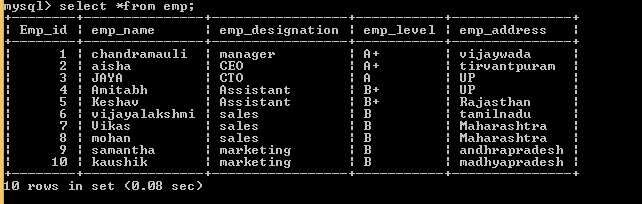 mysql> select *from emp;
+--------+---------------+-----------------+-----------+---------------+
| Emp_id | emp_name | emp_designation | emp_level | emp_address |
+--------+---------------+-----------------+-----------+---------------+
| 1 | chandramauli | manager | A+ | vijaywada |
| 2 | aisha | CEO | A+ | tirvantpuram |
| 3 | JAYA | CTO | A | UP |
| 4 | Amitabh | Assistant | B+ | UP |
| 5 | Keshav | Assistant | B+ | Rajasthan |
| 6 | vijayalakshmi | sales | B | tamilnadu |
| 7 | Vikas | sales | B | Maharashtra |
| 8 | mohan | sales | B | Maharashtra |
| 9 | samantha | marketing | B | andhrapradesh |
| 10 | kaushik | marketing | B | madhyapradesh |
+--------+---------------+-----------------+-----------+---------------+
10 rows in set (0.08 sec)